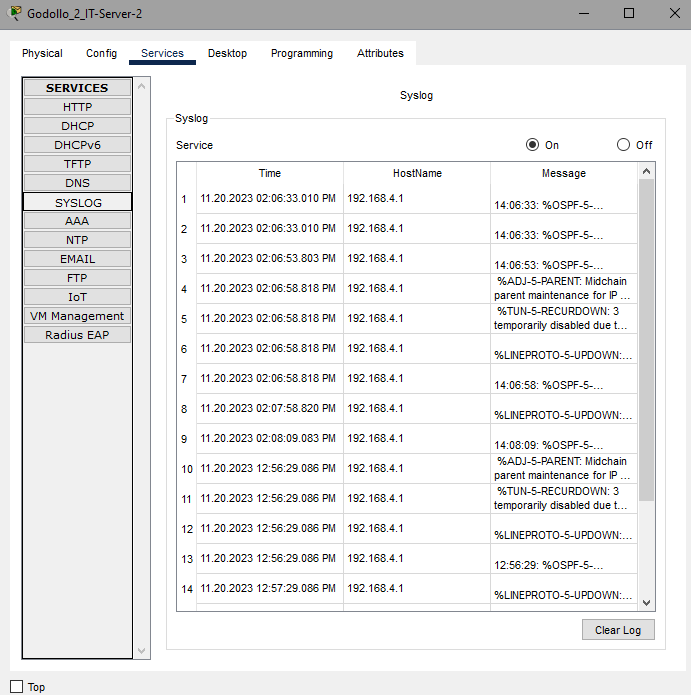 Godollo_2_IT-Server-2
Physical Config Services Desktop Programming Attributes
SERVICES
HTTP
DHCP
DHCPv6
TFTP
DNS
SYSLOG
AAA
NTP
EMAIL
FTP
IoT
VM Management
Radius EAP
Syslog
Syslog
Service On Off
Time HostName Message
1 11.20.2023 02:06:33.010 PM 192.168.4.1 14:06:33: %OSPF-5-...
2 11.20.2023 02:06:33.010 PM 192.168.4.1 14:06:33: %OSPF-5-...
3 11.20.2023 02:06:53.803 PM 192.168.4.1 14:06:53: %OSPF-5-...
4 11.20.2023 02:06:58.818 PM 192.168.4.1 %ADJ-5-PARENT: Midchain
parent maintenance for IP ...
5 11.20.2023 02:06:58.818 PM 192.168.4.1 %TUN-5-RECURDOWN: 3
temporarily disabled due t...
6 11.20.2023 02:06:58.818 PM 192.168.4.1 %LINEPROTO-5-UPDOWN:...
7 11.20.2023 02:06:58.818 PM 192.168.4.1 14:06:58: %OSPF-5-...
8 11.20.2023 02:07:58.820 PM 192.168.4.1 %LINEPROTO-5-UPDOWN:...
9 11.20.2023 02:08:09.083 PM 192.168.4.1 14:08:09: %OSPF-5-...
10 11.20.2023 12:56:29.086 PM 192.168.4.1 %ADJ-5-PARENT: Midchain
parent maintenance for IP ...
11 11.20.2023 12:56:29.086 PM 192.168.4.1 %TUN-5-RECURDOWN: 3
temporarily disabled due t...
12 11.20.2023 12:56:29.086 PM 192.168.4.1 %LINEPROTO-5-UPDOWN:...
13 11.20.2023 12:56:29.086 PM 192.168.4.1 12:56:29: %OSPF-5-...
14 11.20.2023 12:57:29.086 PM 192.168.4.1 %LINEPROTO-5-UPDOWN:...
Clear Log
Top